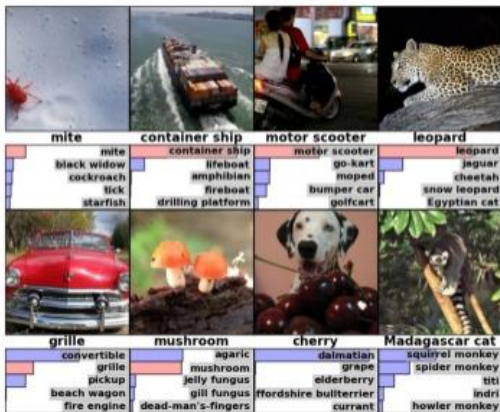 mite
container ship
motor scooter
leopard
mite
black widow
cockroach
tick
starfish
container ship
lifeboat
amphibian
fireboat
drilling platform
motor scooter
go-kart
moped
bumper car
golfcart
leopard
jaguar
cheetah
snow leopard
Egyptian cat
grille
mushroom
cherry
Madagascar cat
convertible
grille
pickup
beach wagon
fire engine
agaric
mushroom
jelly fungus
gill fungus
dead-man's-fingers
dalmatian
grape
elderberry
ffordshire bullterrier
currant
squirrel monkey
spider monkey
titi
indri
howler monkey